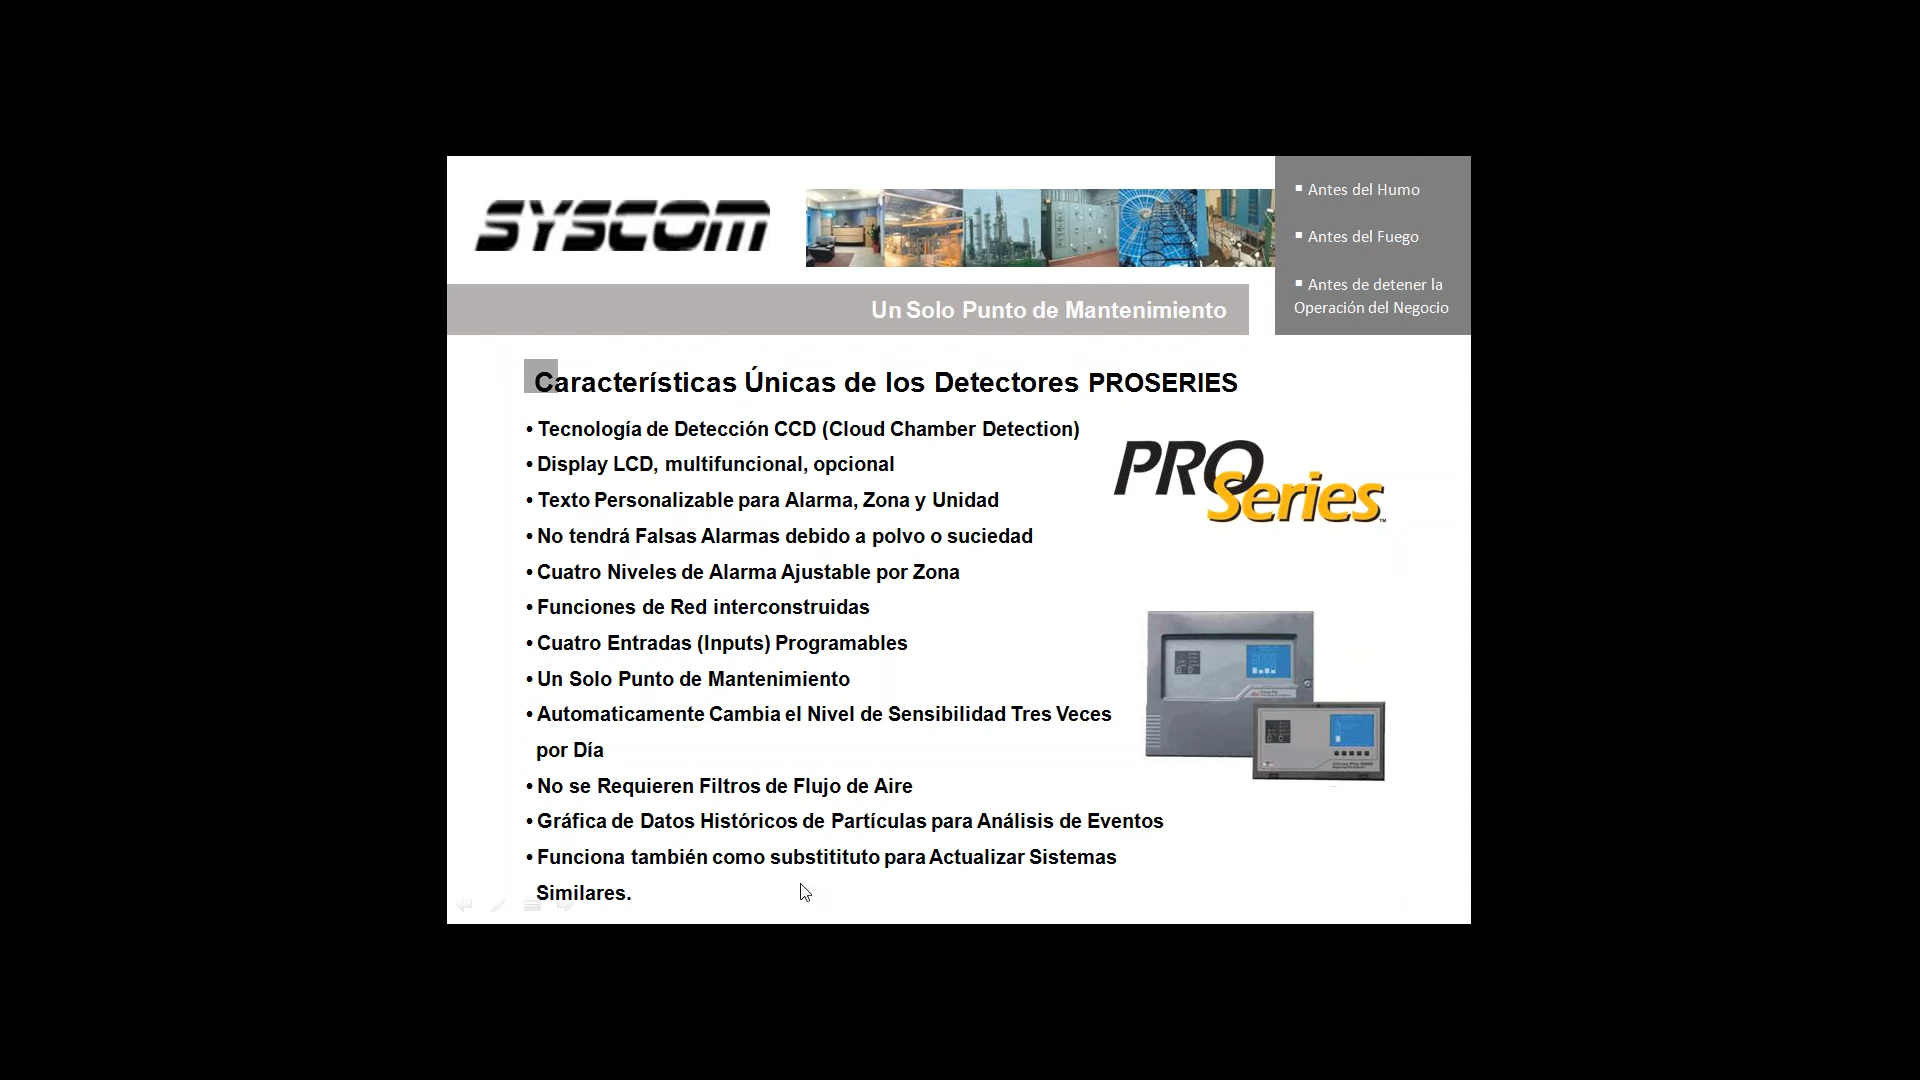 SYSCOM
▪ Antes del Humo
▪ Antes del Fuego
▪ Antes de detener la
Operación del Negocio
Un Solo Punto de Mantenimiento
Características Únicas de los Detectores PROSERIES
• Tecnología de Detección CCD (Cloud Chamber Detection)
• Display LCD, multifuncional, opcional
• Texto Personalizable para Alarma, Zona y Unidad
• No tendrá Falsas Alarmas debido a polvo o suciedad
• Cuatro Niveles de Alarma Ajustable por Zona
• Funciones de Red interconstruidas
• Cuatro Entradas (Inputs) Programables
• Un Solo Punto de Mantenimiento
• Automaticamente Cambia el Nivel de Sensibilidad Tres Veces
por Día
• No se Requieren Filtros de Flujo de Aire
• Gráfica de Datos Históricos de Partículas para Análisis de Eventos
• Funciona también como substitituto para Actualizar Sistemas
Similares.
PRO
Series™